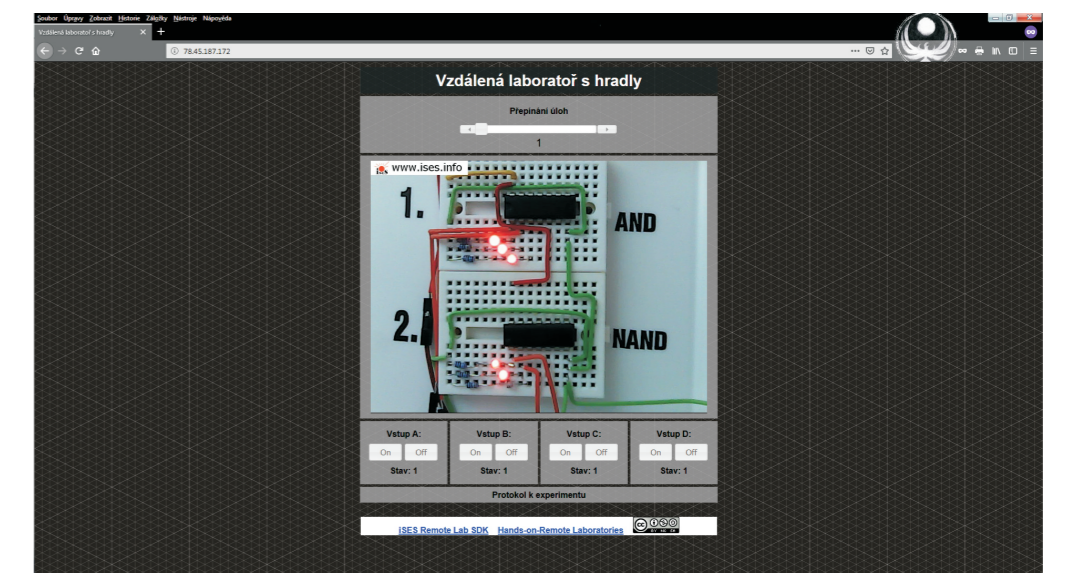 Soubor Úpravy Zobrazit Historie Záložky Nástroje Nápověda
Vzdálená laboratoř s hradly
78.45.187.172
Vzdálená laboratoř s hradly
Přepínání úloh
1
www.ises.info
1.
AND
2.
NAND
Vstup A: Vstup B: Vstup C: Vstup D:
On Off On Off On Off On Off
Stav: 1 Stav: 1 Stav: 1 Stav: 1
Protokol k experimentu
iSES Remote Lab SDK Hands-on-Remote Laboratories